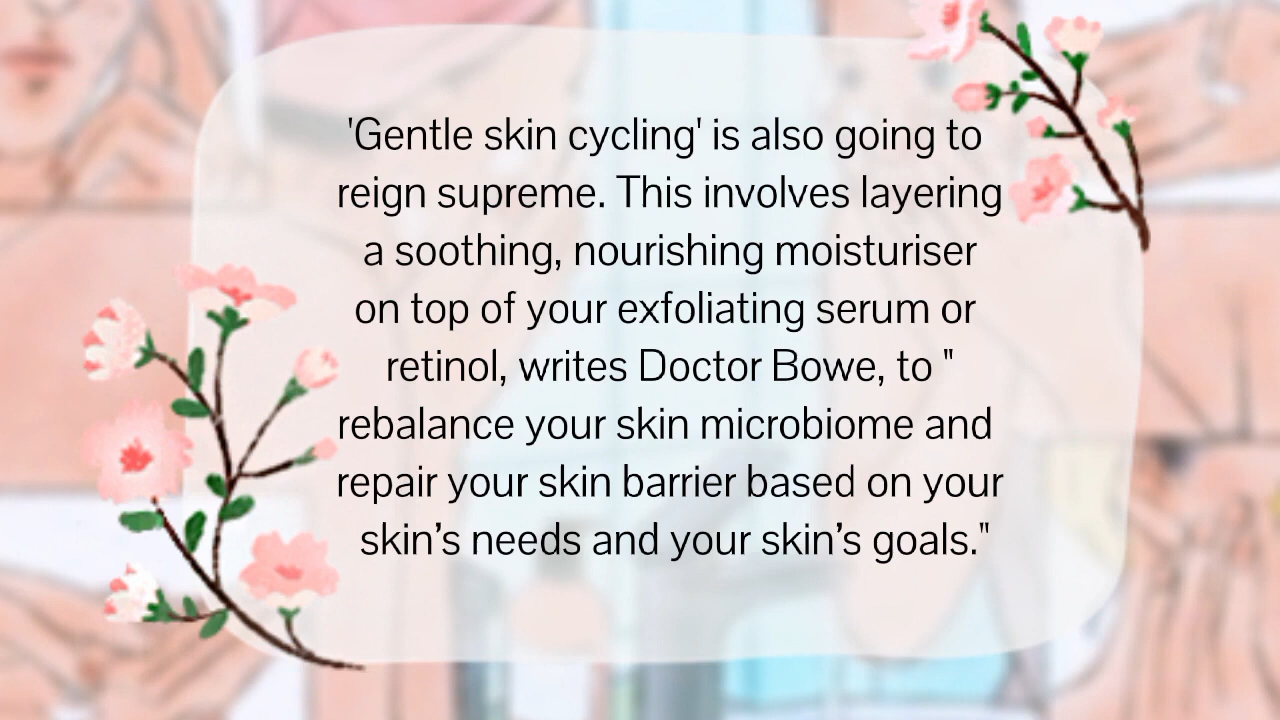 'Gentle skin cycling' is also going to
reign supreme. This involves layering
a soothing, nourishing moisturiser
on top of your exfoliating serum or
retinol, writes Doctor Bowe, to "
rebalance your skin microbiome and
repair your skin barrier based on your
skin’s needs and your skin’s goals."